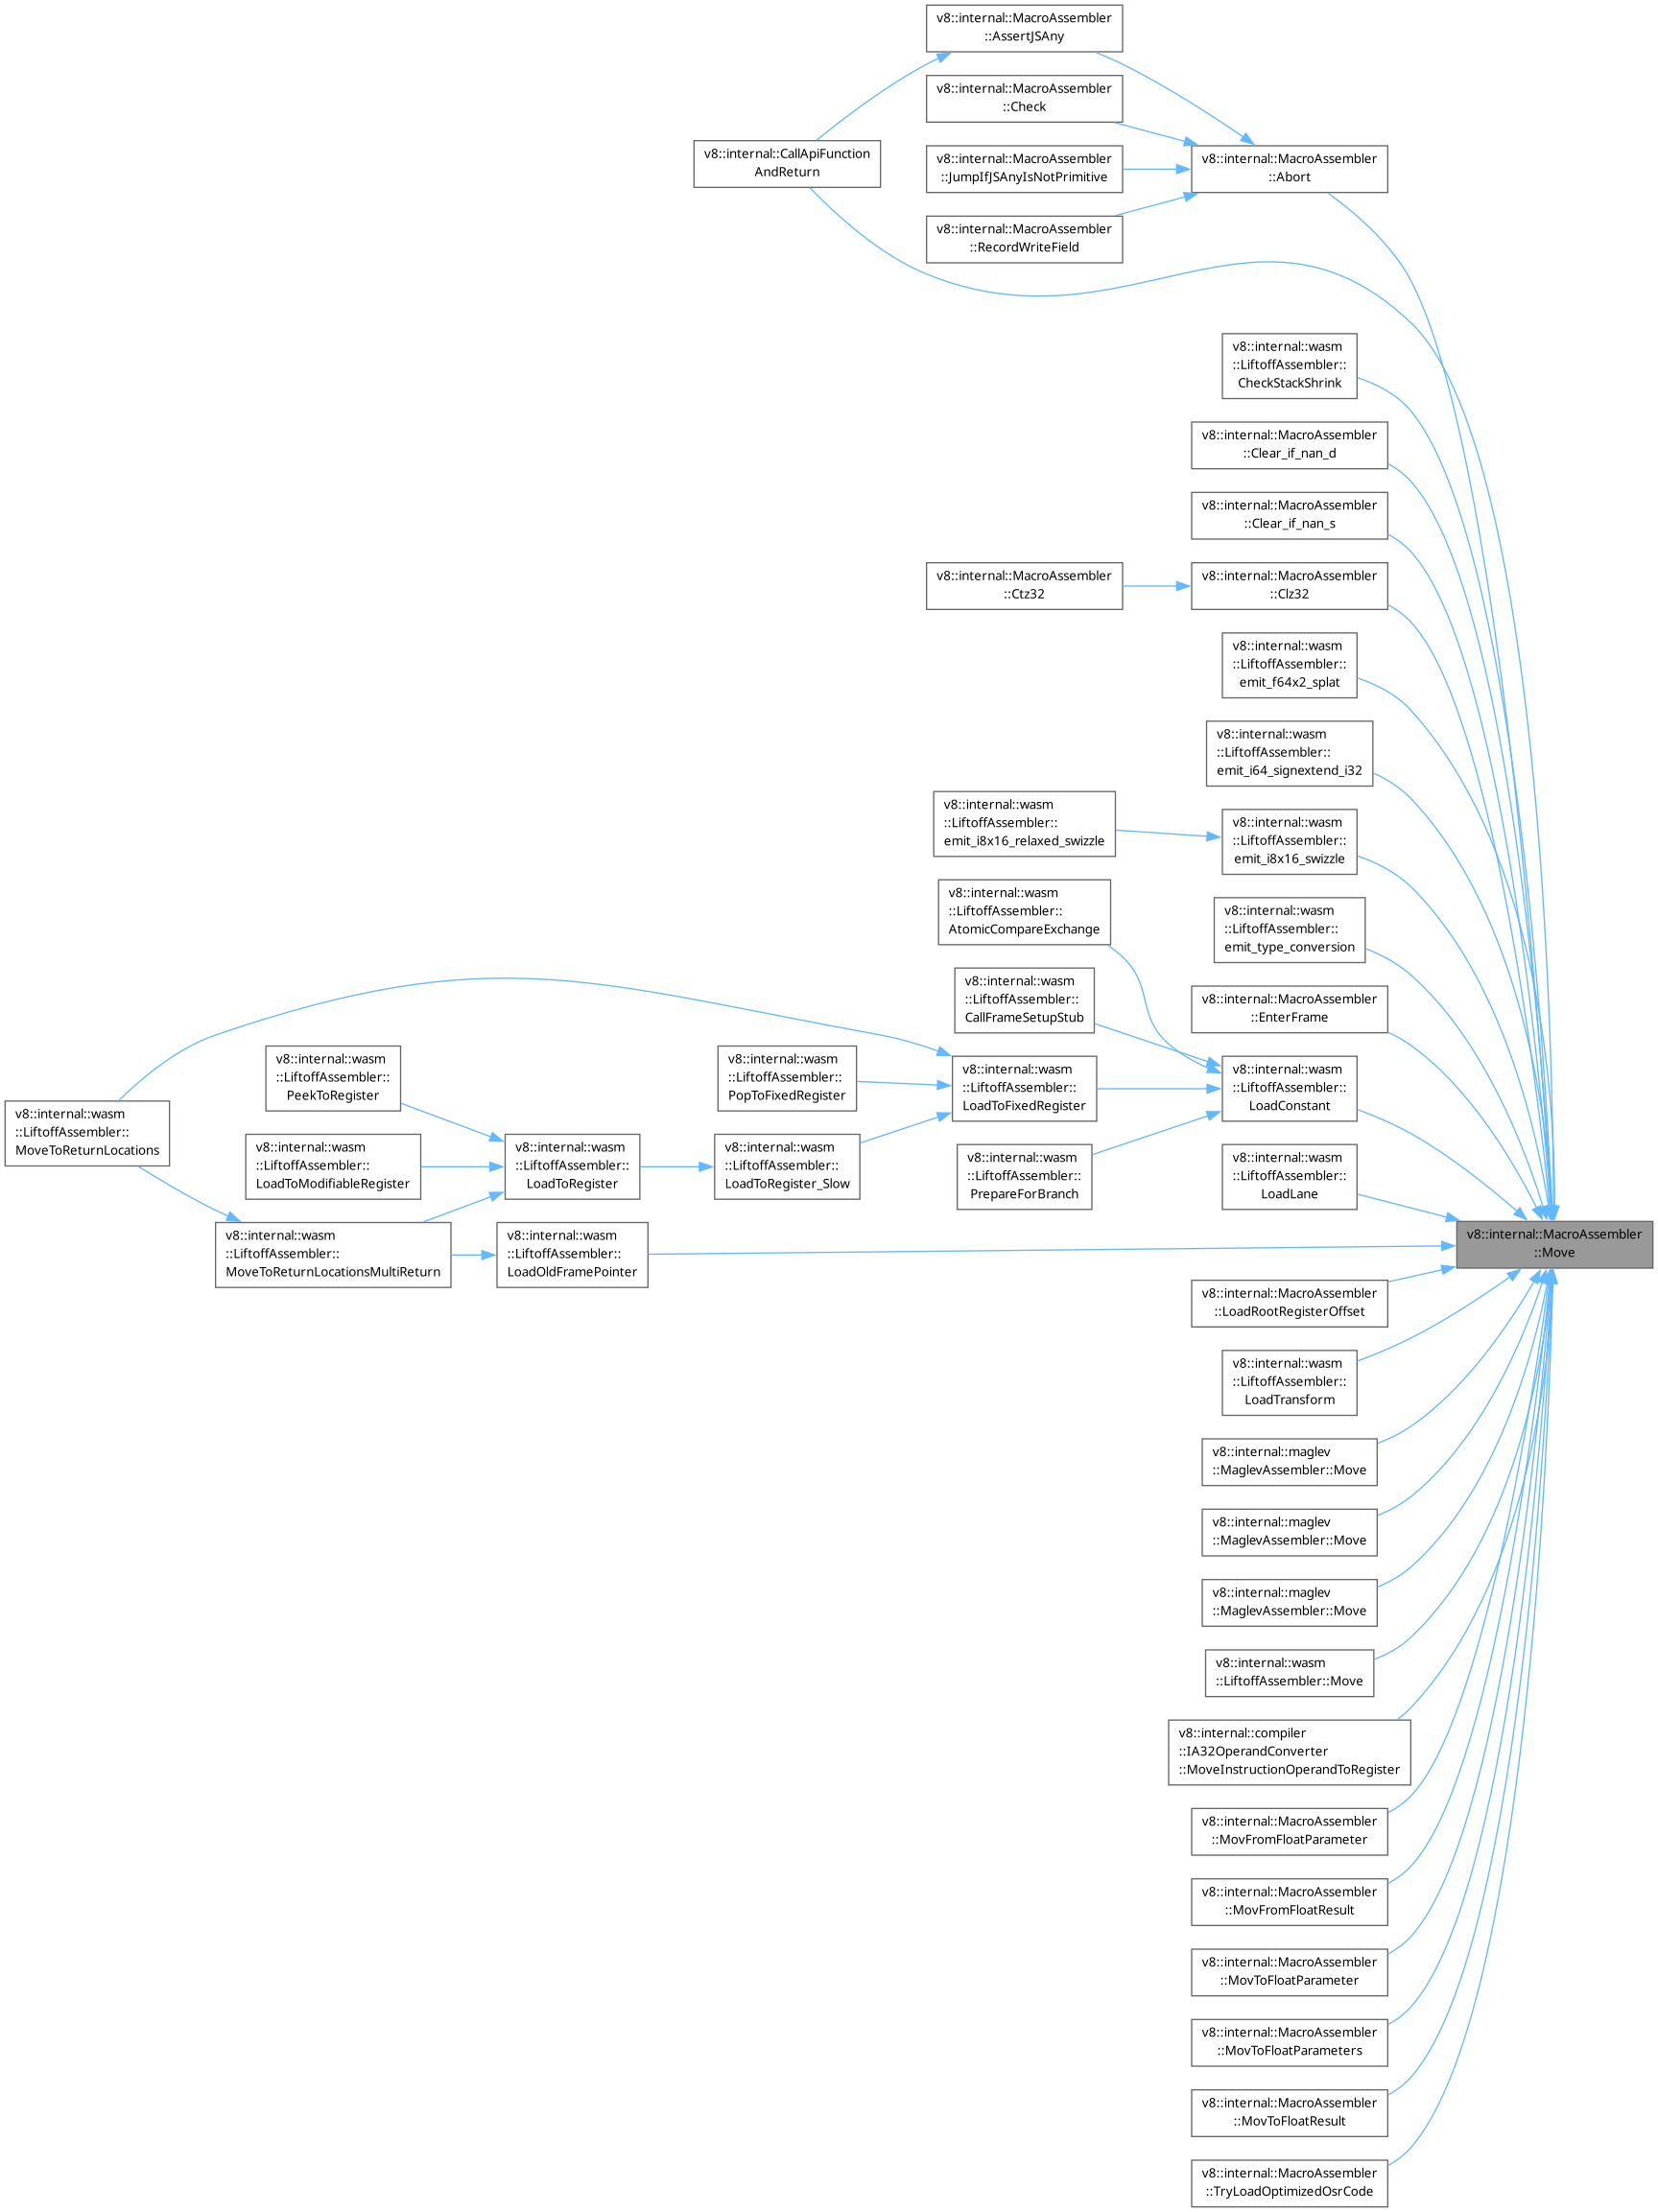 v8::internal::MacroAssembler
::AssertJSAny
v8::internal::MacroAssembler
::Check
v8::internal::CallApiFunction
AndReturn
v8::internal::MacroAssembler
::JumpIfJSAnyIsNotPrimitive
v8::internal::MacroAssembler
::Abort
v8::internal::MacroAssembler
::RecordWriteField
v8::internal::wasm
::LiftoffAssembler::
CheckStackShrink
v8::internal::MacroAssembler
::Clear_if_nan_d
v8::internal::MacroAssembler
::Clear_if_nan_s
v8::internal::MacroAssembler
::Ctz32
v8::internal::MacroAssembler
::Clz32
v8::internal::wasm
::LiftoffAssembler::
emit_f64x2_splat
v8::internal::wasm
::LiftoffAssembler::
emit_i64_signextend_i32
v8::internal::wasm
::LiftoffAssembler::
emit_i8x16_relaxed_swizzle
v8::internal::wasm
::LiftoffAssembler::
emit_i8x16_swizzle
v8::internal::wasm
::LiftoffAssembler::
AtomicCompareExchange
v8::internal::wasm
::LiftoffAssembler::
emit_type_conversion
v8::internal::wasm
::LiftoffAssembler::
CallFrameSetupStub
v8::internal::MacroAssembler
::EnterFrame
v8::internal::wasm
::LiftoffAssembler::
MoveToReturnLocations
v8::internal::wasm
::LiftoffAssembler::
PeekToRegister
v8::internal::wasm
::LiftoffAssembler::
PopToFixedRegister
v8::internal::wasm
::LiftoffAssembler::
LoadToFixedRegister
v8::internal::wasm
::LiftoffAssembler::
LoadConstant
v8::internal::wasm
::LiftoffAssembler::
LoadToModifiableRegister
v8::internal::wasm
::LiftoffAssembler::
LoadToRegister
v8::internal::wasm
::LiftoffAssembler::
LoadToRegister_Slow
v8::internal::wasm
::LiftoffAssembler::
PrepareForBranch
v8::internal::wasm
::LiftoffAssembler::
LoadLane
v8::internal::wasm
::LiftoffAssembler::
MoveToReturnLocationsMultiReturn
v8::internal::wasm
::LiftoffAssembler::
LoadOldFramePointer
v8::internal::MacroAssembler
::Move
v8::internal::MacroAssembler
::LoadRootRegisterOffset
v8::internal::wasm
::LiftoffAssembler::
LoadTransform
v8::internal::maglev
::MaglevAssembler::Move
v8::internal::maglev
::MaglevAssembler::Move
v8::internal::maglev
::MaglevAssembler::Move
v8::internal::wasm
::LiftoffAssembler::Move
v8::internal::compiler
::IA32OperandConverter
::MoveInstructionOperandToRegister
v8::internal::MacroAssembler
::MovFromFloatParameter
v8::internal::MacroAssembler
::MovFromFloatResult
v8::internal::MacroAssembler
::MovToFloatParameter
v8::internal::MacroAssembler
::MovToFloatParameters
v8::internal::MacroAssembler
::MovToFloatResult
v8::internal::MacroAssembler
::TryLoadOptimizedOsrCode